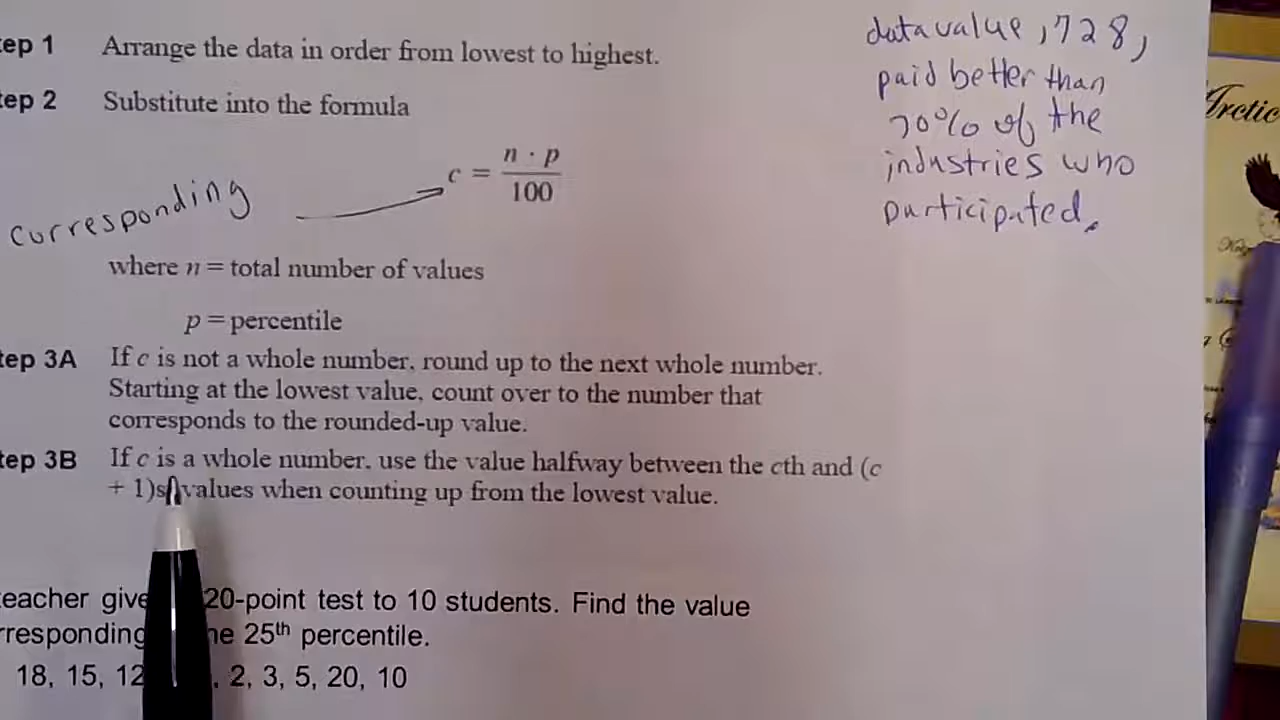 ep 1 Arrange the data in order from lowest to highest.
ep 2 Substitute into the formula
c = n · p / 100
corresponding
where n = total number of values
p = percentile
tep 3A If c is not a whole number, round up to the next whole number.
Starting at the lowest value, count over to the number that
corresponds to the rounded-up value.
tep 3B If c is a whole number, use the value halfway between the cth and (c
+ 1)s values when counting up from the lowest value.
eacher give 20-point test to 10 students. Find the value
rresponding he 25th percentile.
18, 15, 12 , 2, 3, 5, 20, 10
data value, 728,
paid better than
70% of the
industries who
participated.
Arctic